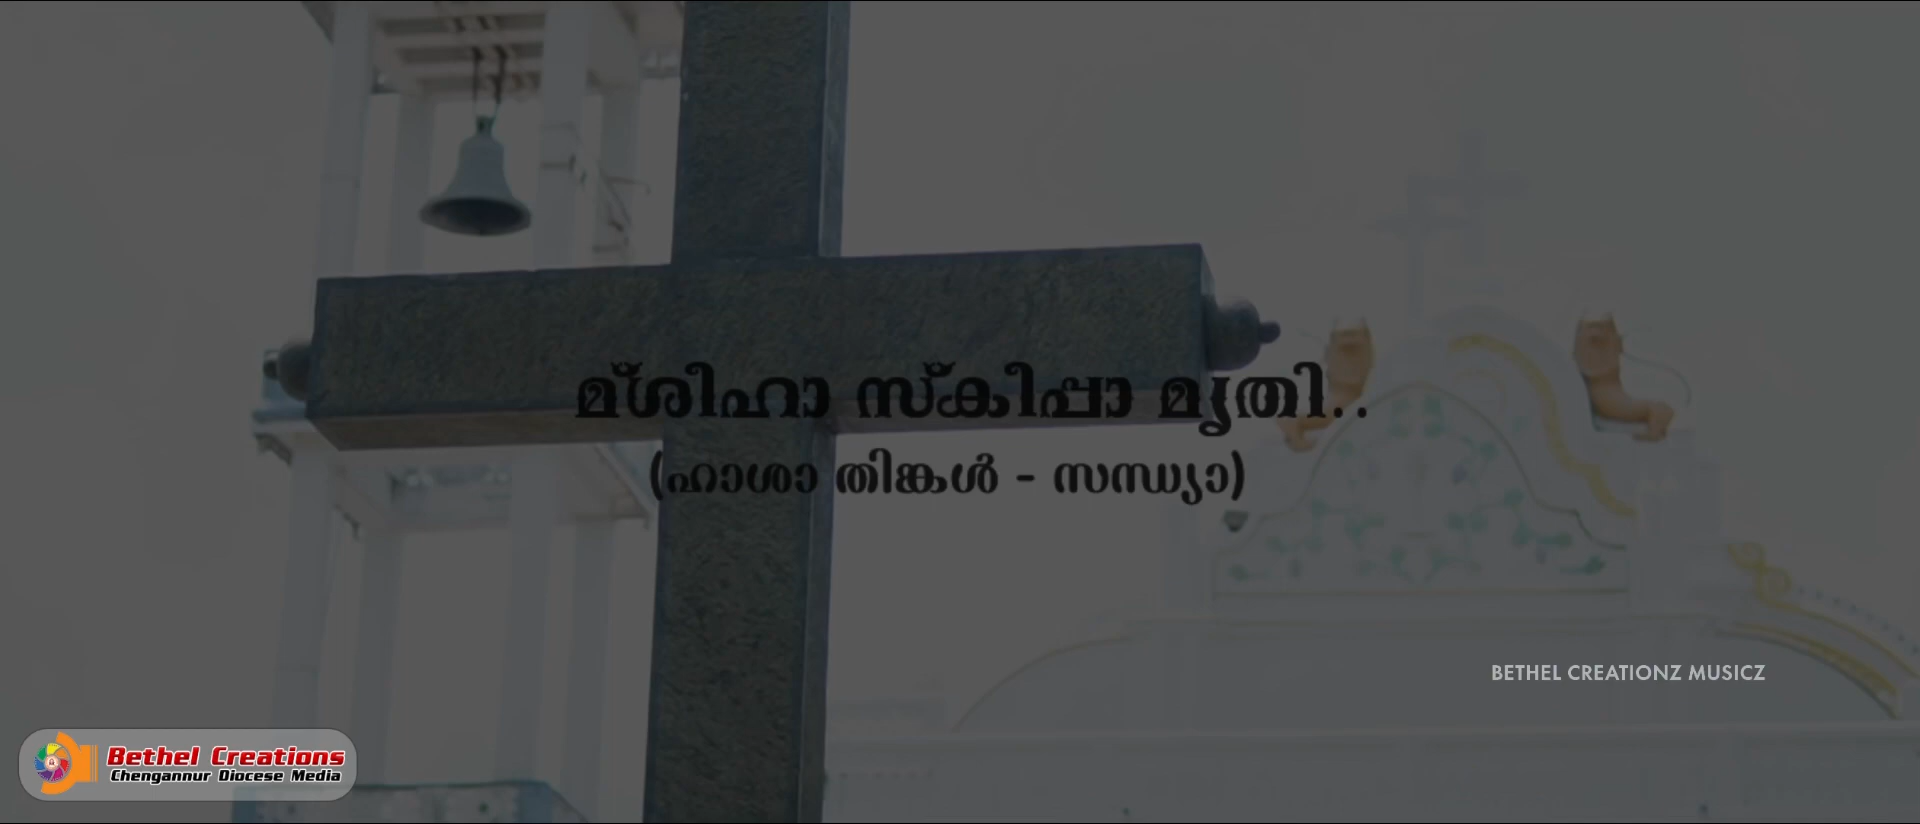 മ്ശിഹാ സ്കീപ്പാ മൃതി..
(ഹാശാ തിങ്കൾ - സന്ധ്യാ)
BETHEL CREATIONZ MUSICZ
Bethel Creations
Chengannur Diocese Media